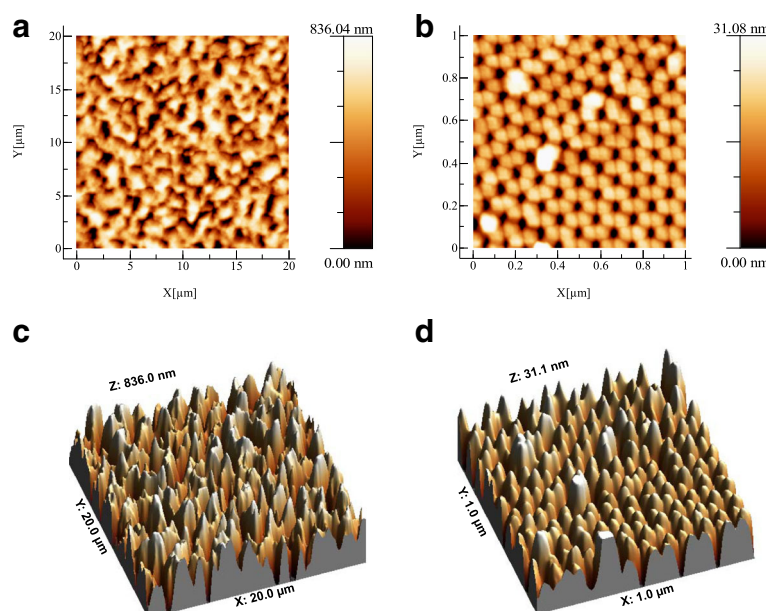 a
836.04 nm
20
15
10
5
0
Y[µm]
0 5 10 15 20
X[µm]
0.00 nm
b
31.08 nm
1
0.8
0.6
0.4
0.2
0
Y[µm]
0 0.2 0.4 0.6 0.8 1
X[µm]
0.00 nm
c
Z: 836.0 nm
Y: 20.0 µm
X: 20.0 µm
d
Z: 31.1 nm
Y: 1.0 µm
X: 1.0 µm